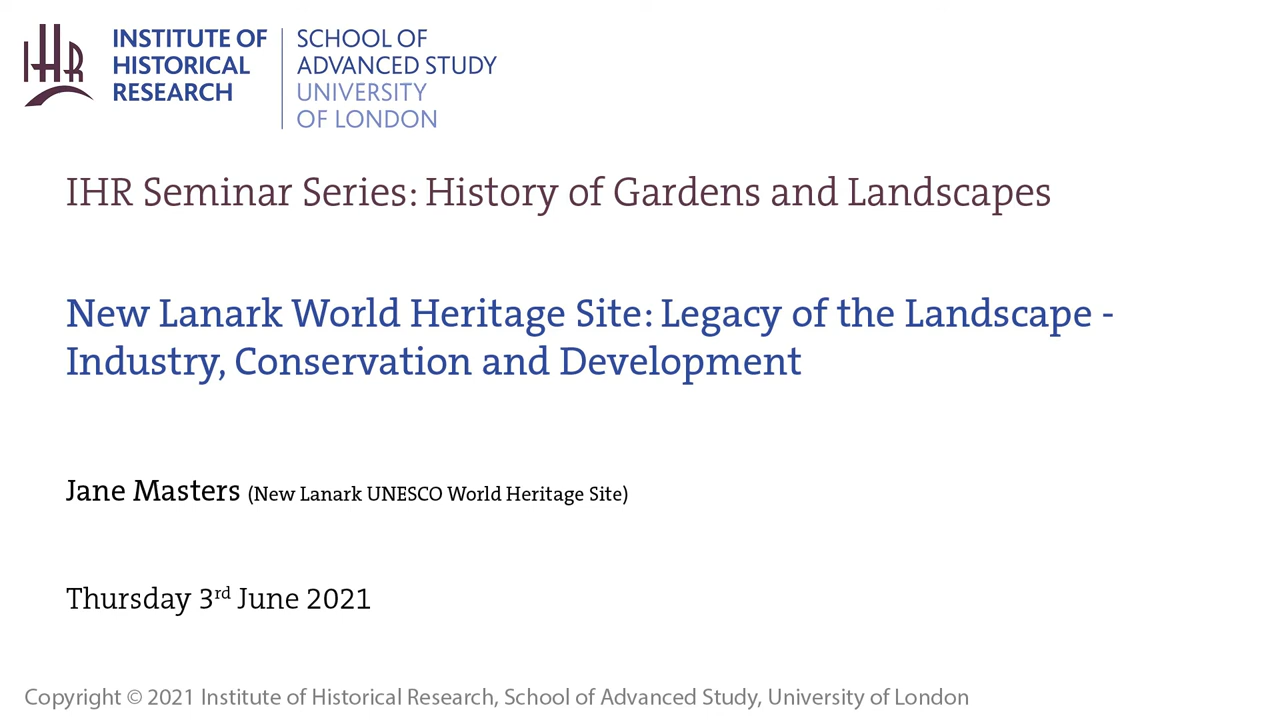 IHR
INSTITUTE OF
HISTORICAL
RESEARCH
SCHOOL OF
ADVANCED STUDY
UNIVERSITY
OF LONDON
IHR Seminar Series: History of Gardens and Landscapes
New Lanark World Heritage Site: Legacy of the Landscape -
Industry, Conservation and Development
Jane Masters (New Lanark UNESCO World Heritage Site)
Thursday 3rd June 2021
Copyright © 2021 Institute of Historical Research, School of Advanced Study, University of London